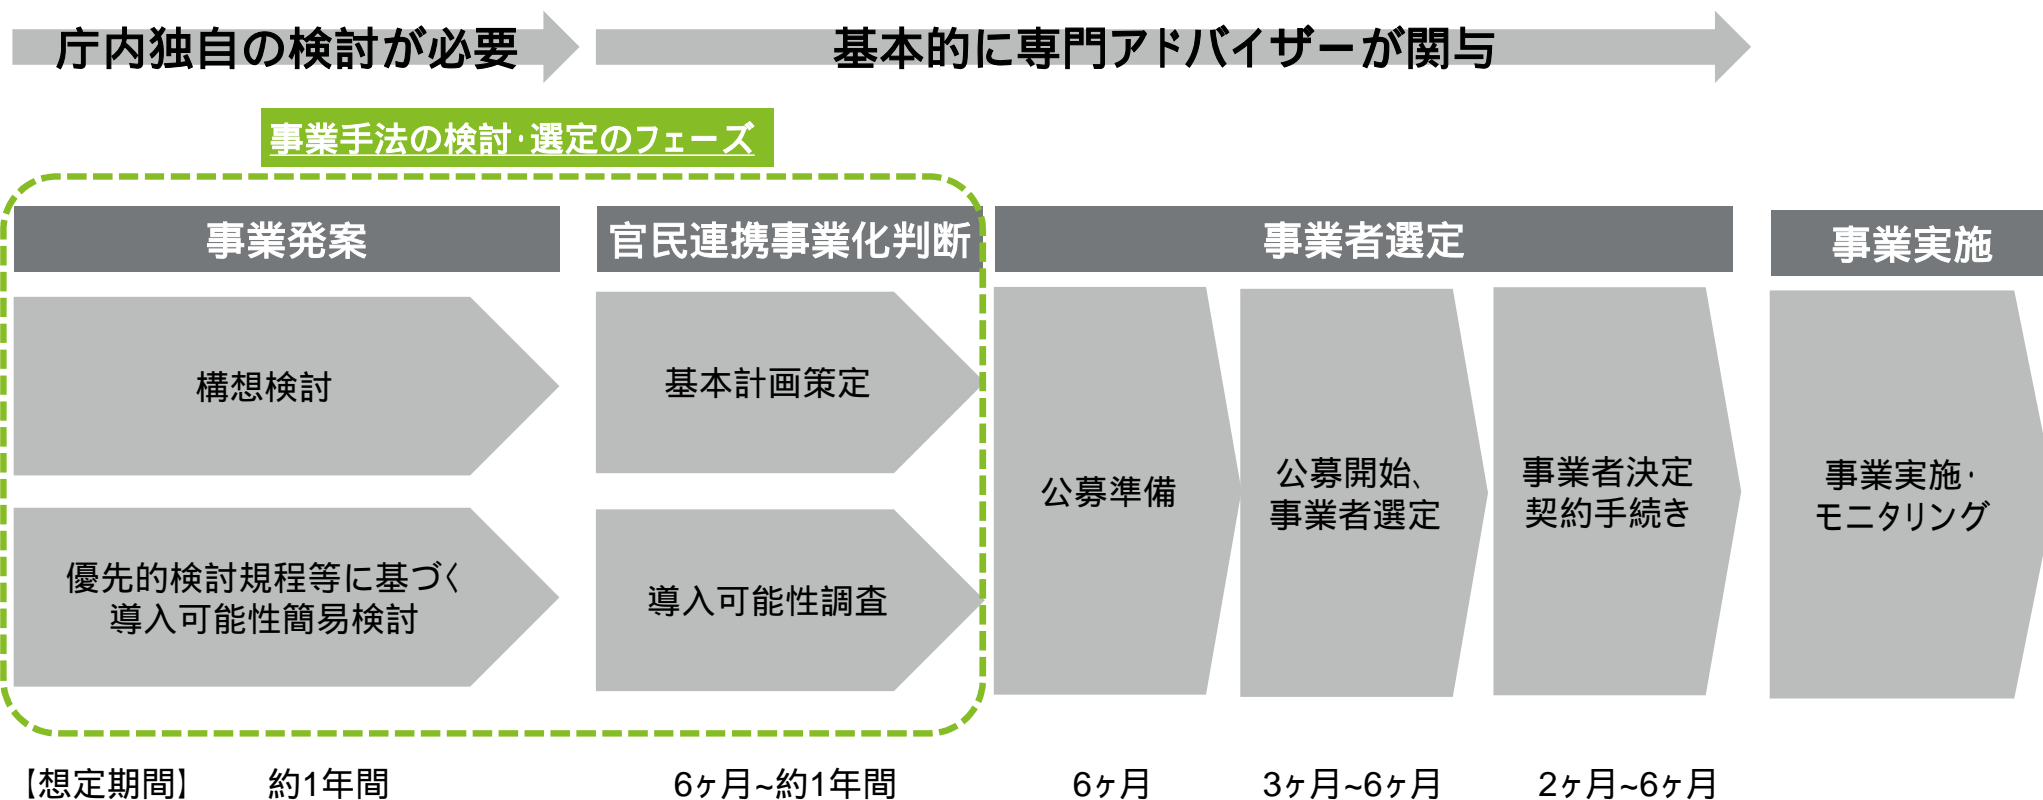 庁内独自の検討が必要
基本的に専門アドバイザーが関与
事業手法の検討・選定のフェーズ
事業発案
官民連携事業化判断
事業者選定
事業実施
構想検討
優先的検討規程等に基づく
導入可能性簡易検討
基本計画策定
導入可能性調査
公募準備
公募開始、
事業者選定
事業者決定
契約手続き
事業実施・
モニタリング
【想定期間】
約1年間
6ヶ月~約1年間
6ヶ月
3ヶ月~6ヶ月
2ヶ月~6ヶ月